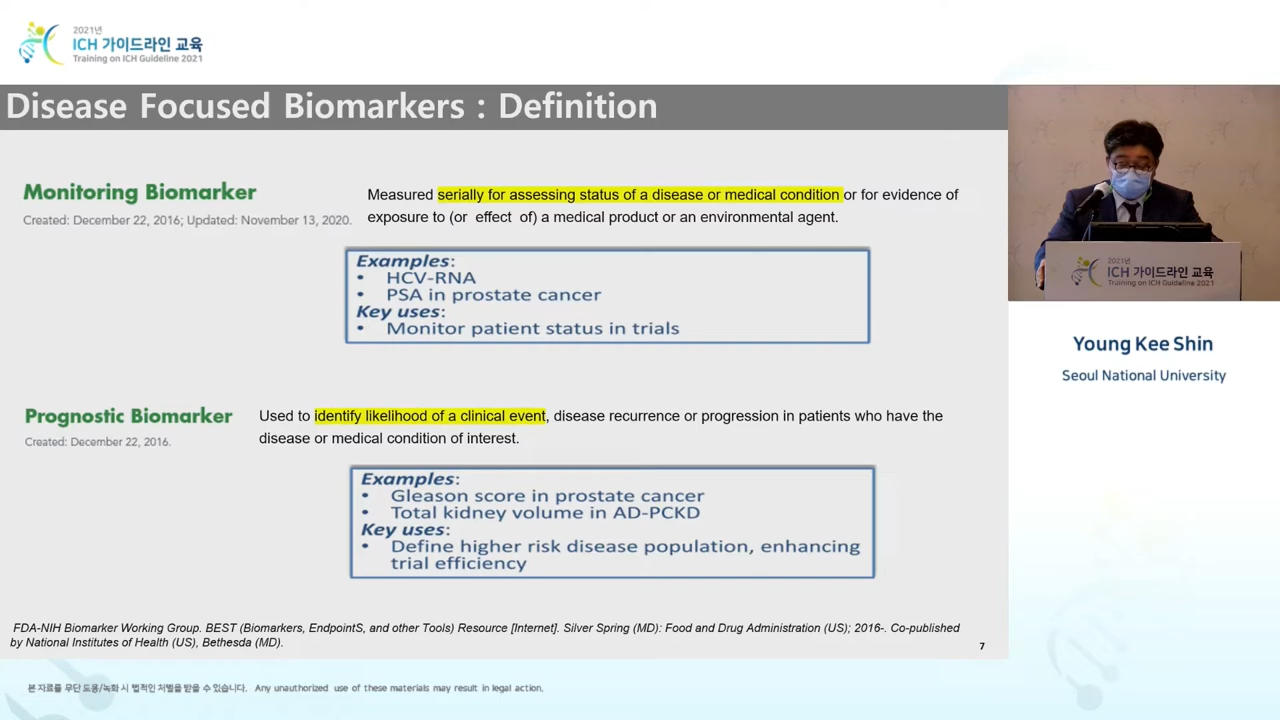 2021년
ICH 가이드라인 교육
Training on ICH Guideline 2021
Disease Focused Biomarkers : Definition
Monitoring Biomarker
Created: December 22, 2016; Updated: November 13, 2020.
Measured serially for assessing status of a disease or medical condition or for evidence of
exposure to (or effect of) a medical product or an environmental agent.
Examples:
• HCV-RNA
• PSA in prostate cancer
Key uses:
• Monitor patient status in trials
Prognostic Biomarker
Created: December 22, 2016.
Used to identify likelihood of a clinical event, disease recurrence or progression in patients who have the
disease or medical condition of interest.
Examples:
• Gleason score in prostate cancer
• Total kidney volume in AD-PCKD
Key uses:
• Define higher risk disease population, enhancing
trial efficiency
FDA-NIH Biomarker Working Group. BEST (Biomarkers, EndpointS, and other Tools) Resource [Internet]. Silver Spring (MD): Food and Drug Administration (US); 2016-. Co-published
by National Institutes of Health (US), Bethesda (MD).
7
2021년
ICH 가이드라인 교육
Training on ICH Guideline 2021
Young Kee Shin
Seoul National University
본 자료를 무단 도용/녹화 시 법적인 처벌을 받을 수 있습니다. Any unauthorized use of these materials may result in legal action.